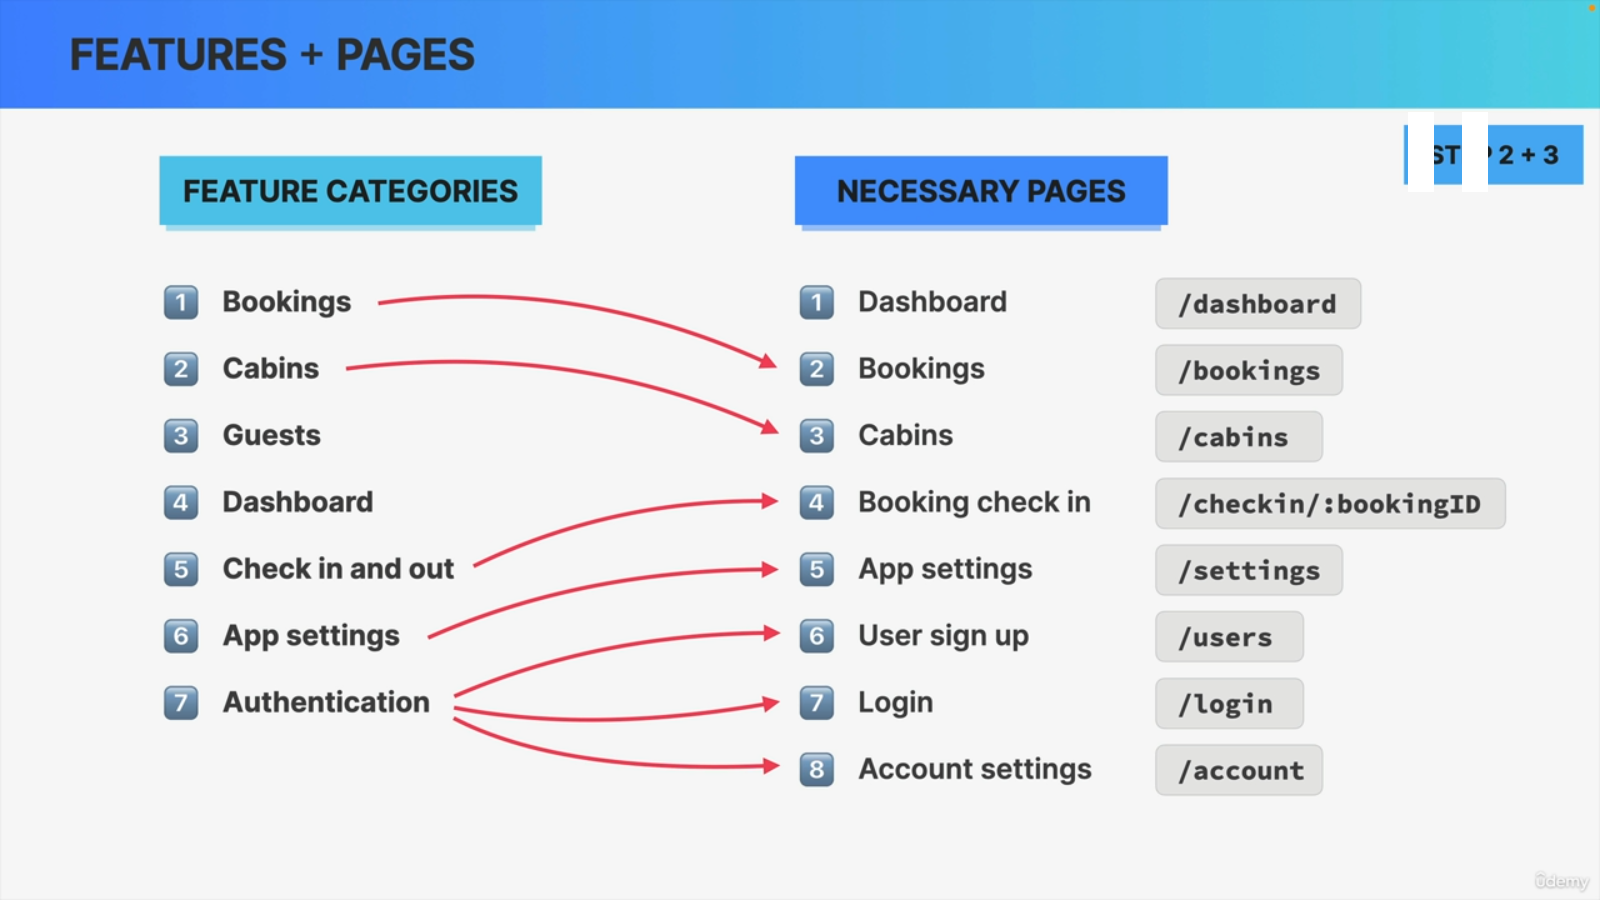 FEATURES + PAGES
ST 2 + 3
FEATURE CATEGORIES
NECESSARY PAGES
1 Bookings
2 Cabins
3 Guests
4 Dashboard
5 Check in and out
6 App settings
7 Authentication
1 Dashboard /dashboard
2 Bookings /bookings
3 Cabins /cabins
4 Booking check in /checkin/:bookingID
5 App settings /settings
6 User sign up /users
7 Login /login
8 Account settings /account
ûdemy